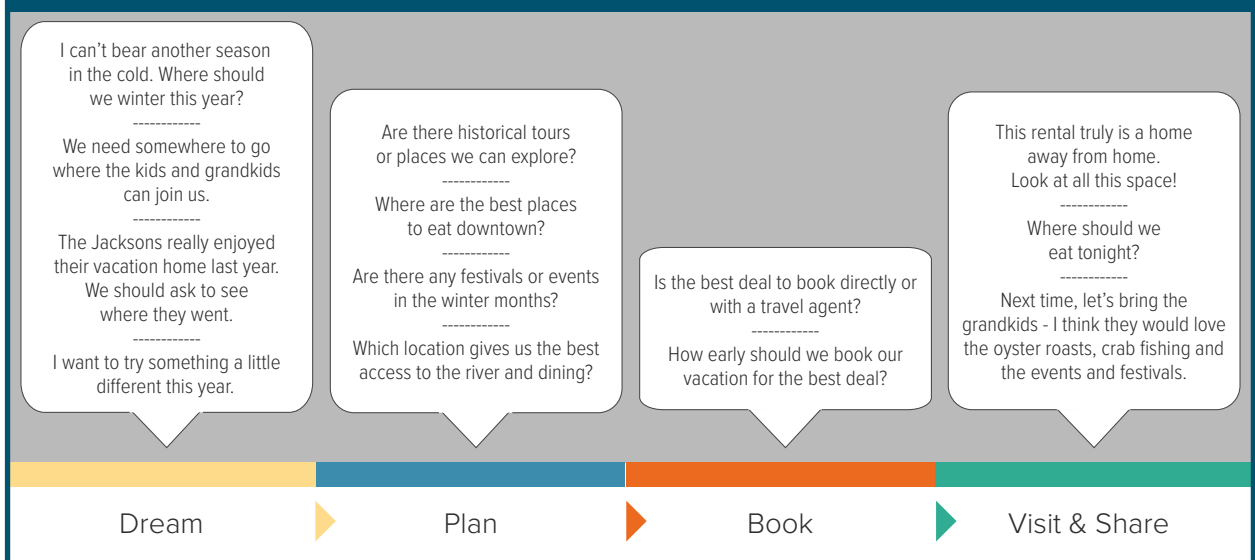 I can’t bear another season
in the cold. Where should
we winter this year?
------------
We need somewhere to go
where the kids and grandkids
can join us.
------------
The Jacksons really enjoyed
their vacation home last year.
We should ask to see
where they went.
------------
I want to try something a little
different this year.
Are there historical tours
or places we can explore?
------------
Where are the best places
to eat downtown?
------------
Are there any festivals or events
in the winter months?
------------
Which location gives us the best
access to the river and dining?
Is the best deal to book directly or
with a travel agent?
------------
How early should we book our
vacation for the best deal?
This rental truly is a home
away from home.
Look at all this space!
------------
Where should we
eat tonight?
------------
Next time, let’s bring the
grandkids - I think they would love
the oyster roasts, crab fishing and
the events and festivals.
Dream
Plan
Book
Visit & Share